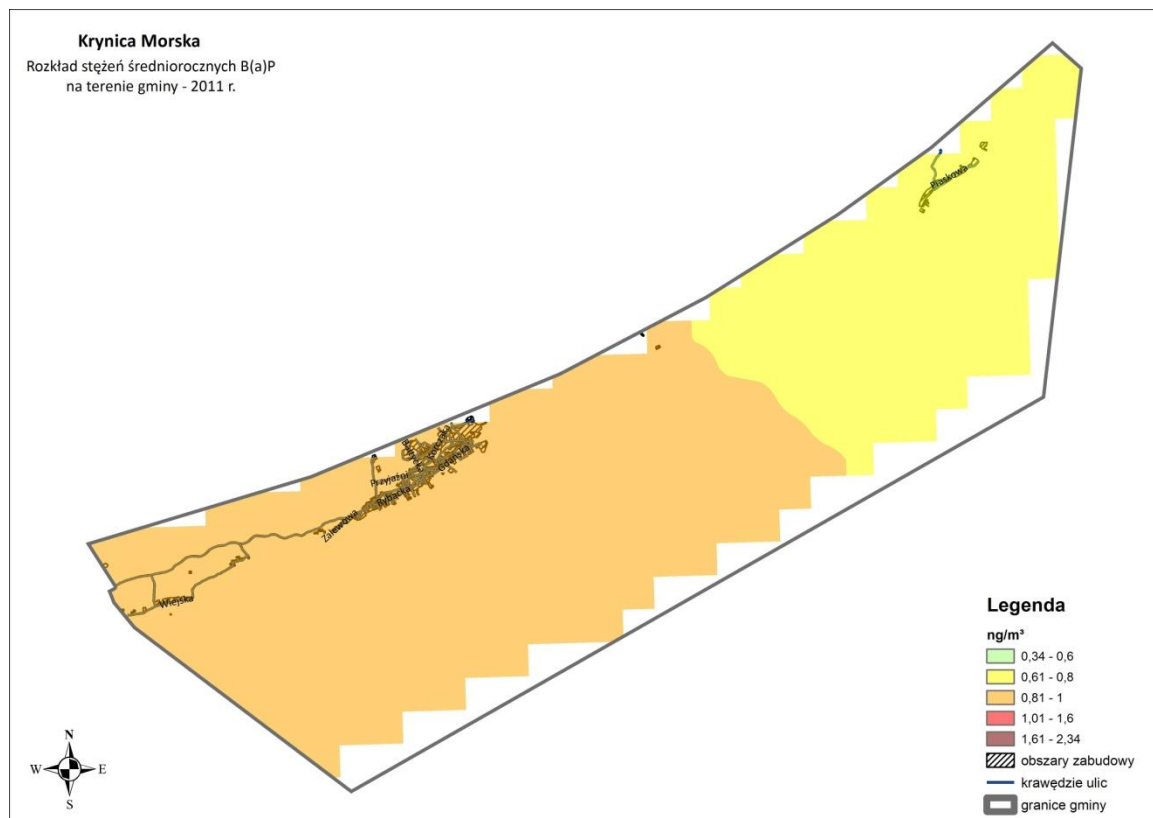 Krynica Morska
Rozkład stężeń średniorocznych B(a)P
na terenie gminy - 2011 r.
Piaskowa
Przyjaźni
Gdańska
Rybacka
Zalewowa
Wiejska
N
W E
S
Legenda
ng/m³
0,34 - 0,6
0,61 - 0,8
0,81 - 1
1,01 - 1,6
1,61 - 2,34
obszary zabudowy
krawędzie ulic
granice gminy